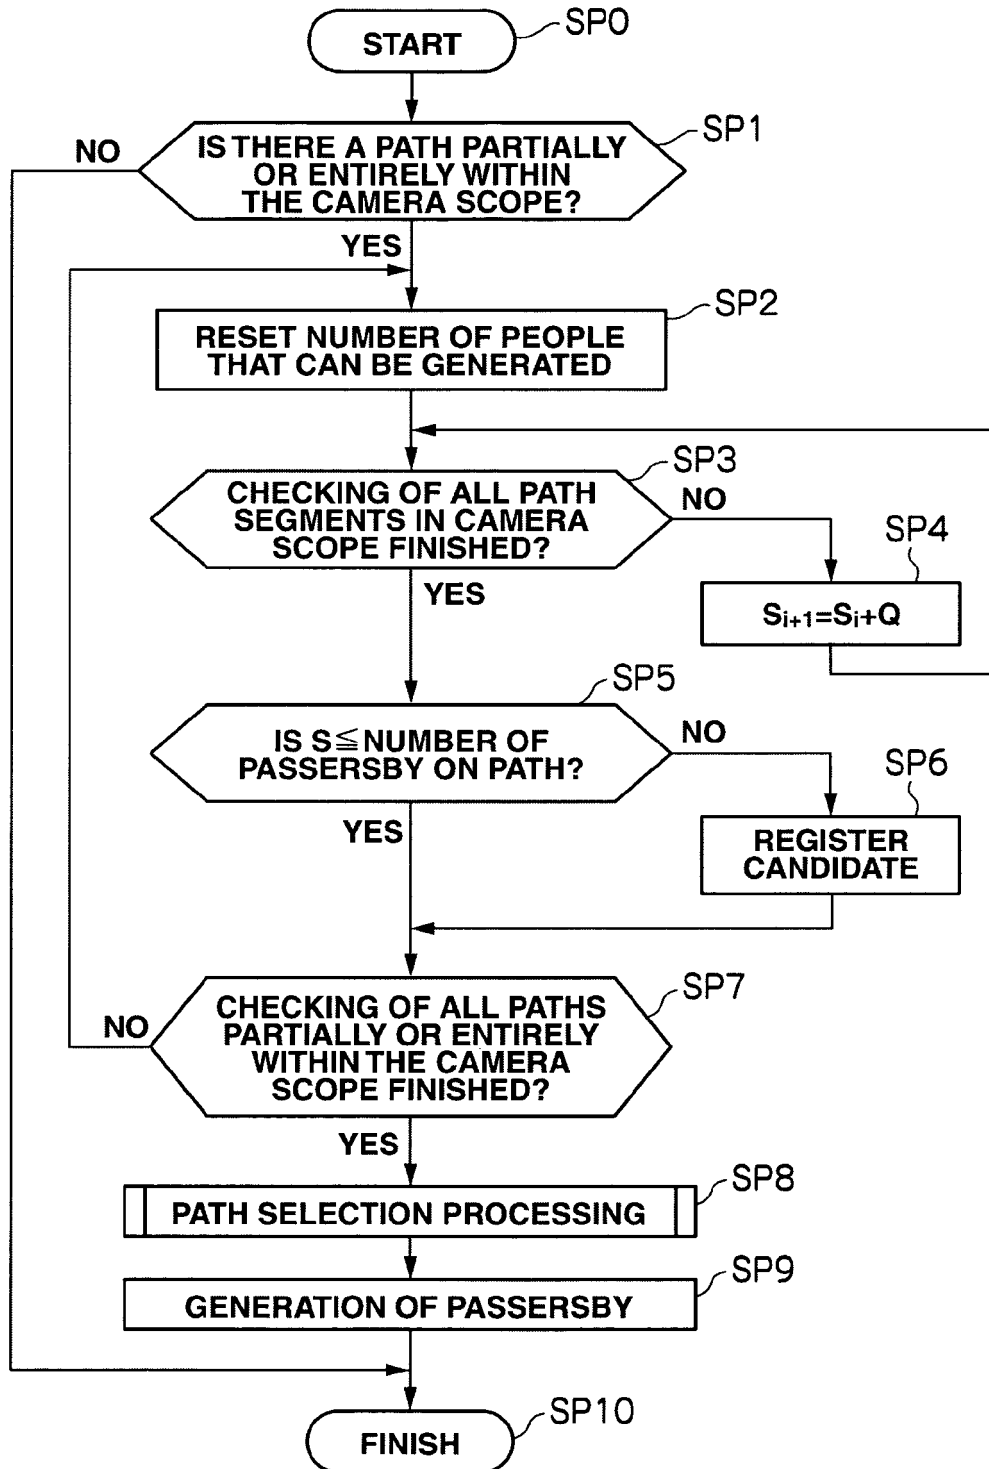 START
SP0
IS THERE A PATH PARTIALLY
OR ENTIRELY WITHIN
THE CAMERA SCOPE?
SP1
NO
YES
SP2
RESET NUMBER OF PEOPLE
THAT CAN BE GENERATED
SP3
CHECKING OF ALL PATH
SEGMENTS IN CAMERA
SCOPE FINISHED?
NO
YES
SP4
Si+1=Si+Q
SP5
IS S≦NUMBER OF
PASSERSBY ON PATH?
NO
YES
SP6
REGISTER
CANDIDATE
SP7
CHECKING OF ALL PATHS
PARTIALLY OR ENTIRELY
WITHIN THE CAMERA
SCOPE FINISHED?
NO
YES
SP8
PATH SELECTION PROCESSING
SP9
GENERATION OF PASSERSBY
SP10
FINISH